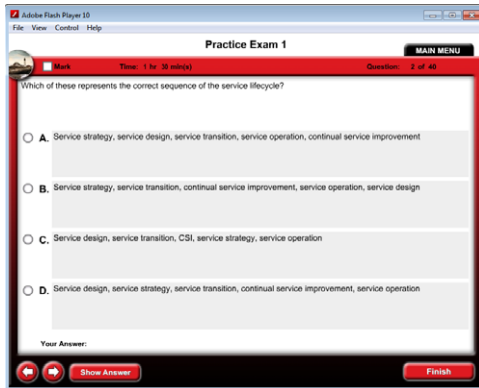 Adobe Flash Player 10
File View Control Help
Practice Exam 1
MAIN MENU
Mark Time: 1 hr 30 min(s) Question: 2 of 40
Which of these represents the correct sequence of the service lifecycle?
A. Service strategy, service design, service transition, service operation, continual service improvement
B. Service strategy, service transition, continual service improvement, service operation, service design
C. Service design, service transition, CSI, service strategy, service operation
D. Service design, service strategy, service transition, continual service improvement, service operation
Your Answer:
Show Answer Finish